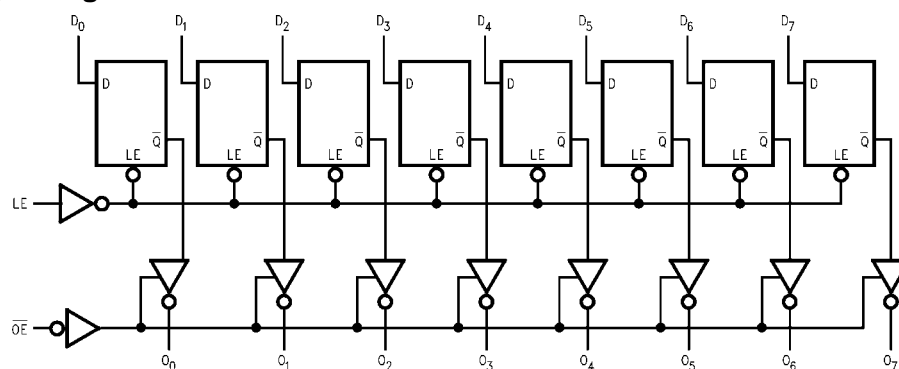 D0 D1 D2 D3 D4 D5 D6 D7
D D D D D D D D
Q̅ Q̅ Q̅ Q̅ Q̅ Q̅ Q̅ Q̅
LE LE LE LE LE LE LE LE
LE
O̅E̅
O0 O1 O2 O3 O4 O5 O6 O7